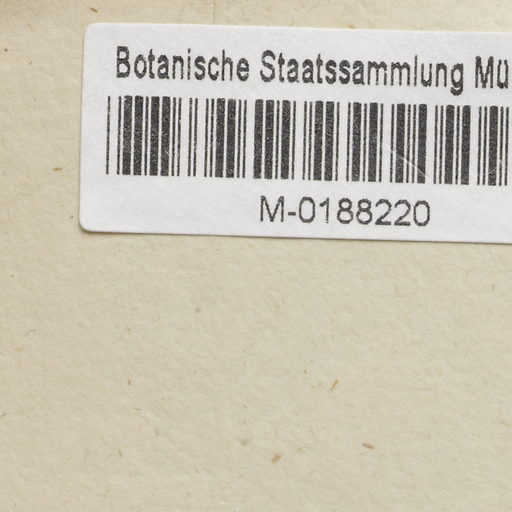 Botanische Staatssammlung Mü
M-0188220